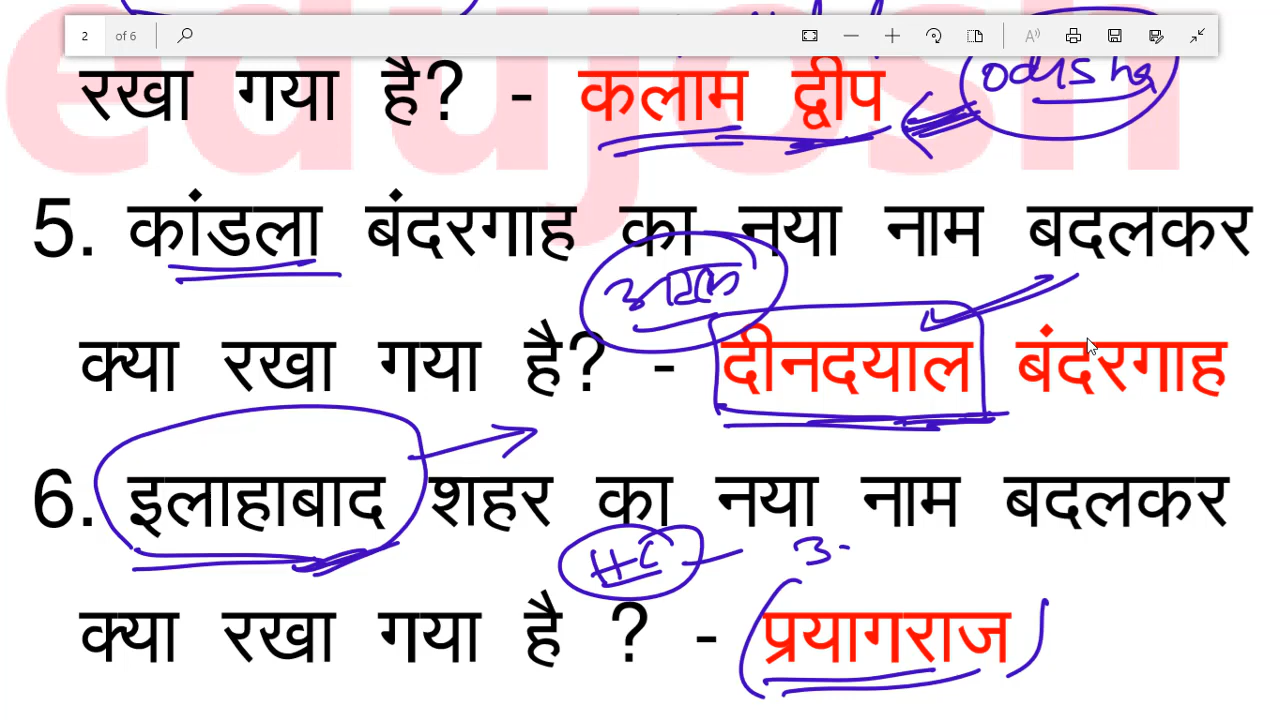 2 of 6
edujosh
रखा गया है? - कलाम द्वीप
odisha
5. कांडला बंदरगाह का नया नाम बदलकर
क्या रखा गया है? - दीनदयाल बंदरगाह
6. इलाहाबाद शहर का नया नाम बदलकर
HC
क्या रखा गया है ? - प्रयागराज